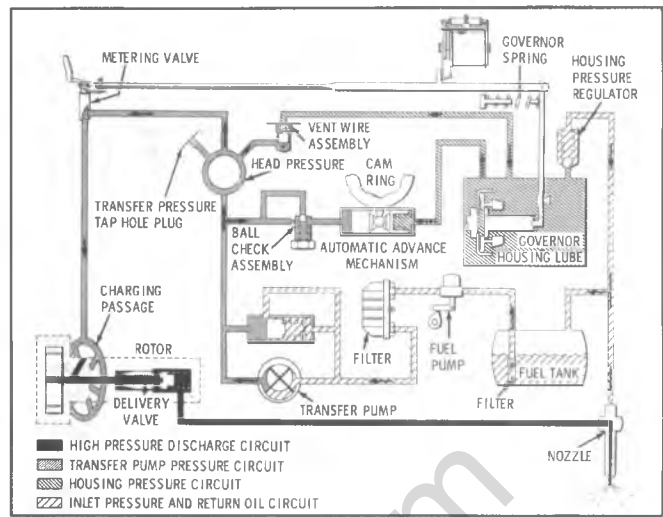 METERING VALVE
GOVERNOR
SPRING
HOUSING
PRESSURE
REGULATOR
VENT WIRE
ASSEMBLY
HEAD PRESSURE
CAM
RING
TRANSFER PRESSURE
TAP HOLE PLUG
BALL
CHECK
ASSEMBLY
AUTOMATIC ADVANCE
MECHANISM
GOVERNOR
HOUSING LUBE
CHARGING
PASSAGE
ROTOR
FILTER
FUEL
PUMP
FUEL TANK
DELIVERY
VALVE
TRANSFER PUMP
FILTER
NOZZLE
HIGH PRESSURE DISCHARGE CIRCUIT
TRANSFER PUMP PRESSURE CIRCUIT
HOUSING PRESSURE CIRCUIT
INLET PRESSURE AND RETURN OIL CIRCUIT